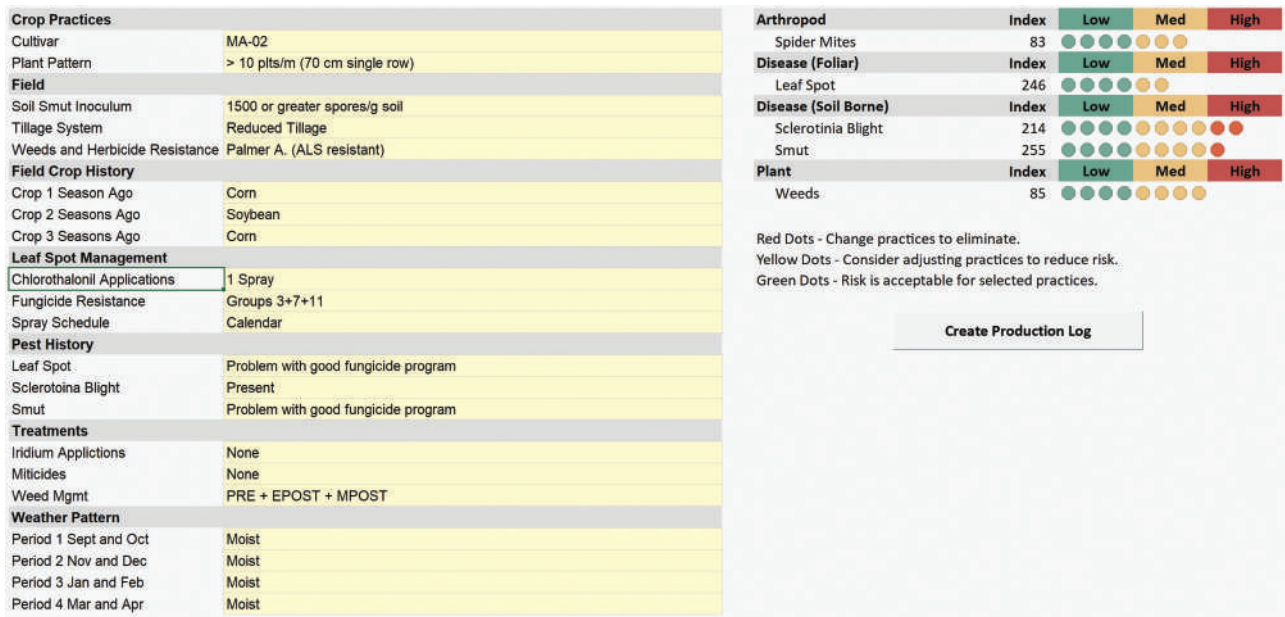 Crop Practices
Cultivar MA-02
Plant Pattern > 10 plts/m (70 cm single row)
Field
Soil Smut Inoculum 1500 or greater spores/g soil
Tillage System Reduced Tillage
Weeds and Herbicide Resistance Palmer A. (ALS resistant)
Field Crop History
Crop 1 Season Ago Corn
Crop 2 Seasons Ago Soybean
Crop 3 Seasons Ago Corn
Leaf Spot Management
Chlorothalonil Applications 1 Spray
Fungicide Resistance Groups 3+7+11
Spray Schedule Calendar
Pest History
Leaf Spot Problem with good fungicide program
Sclerotoina Blight Present
Smut Problem with good fungicide program
Treatments
Iridium Applictions None
Miticides None
Weed Mgmt PRE + EPOST + MPOST
Weather Pattern
Period 1 Sept and Oct Moist
Period 2 Nov and Dec Moist
Period 3 Jan and Feb Moist
Period 4 Mar and Apr Moist
Arthropod Index Low Med High
Spider Mites 83
Disease (Foliar) Index Low Med High
Leaf Spot 246
Disease (Soil Borne) Index Low Med High
Sclerotinia Blight 214
Smut 255
Plant Index Low Med High
Weeds 85
Red Dots - Change practices to eliminate.
Yellow Dots - Consider adjusting practices to reduce risk.
Green Dots - Risk is acceptable for selected practices.
Create Production Log